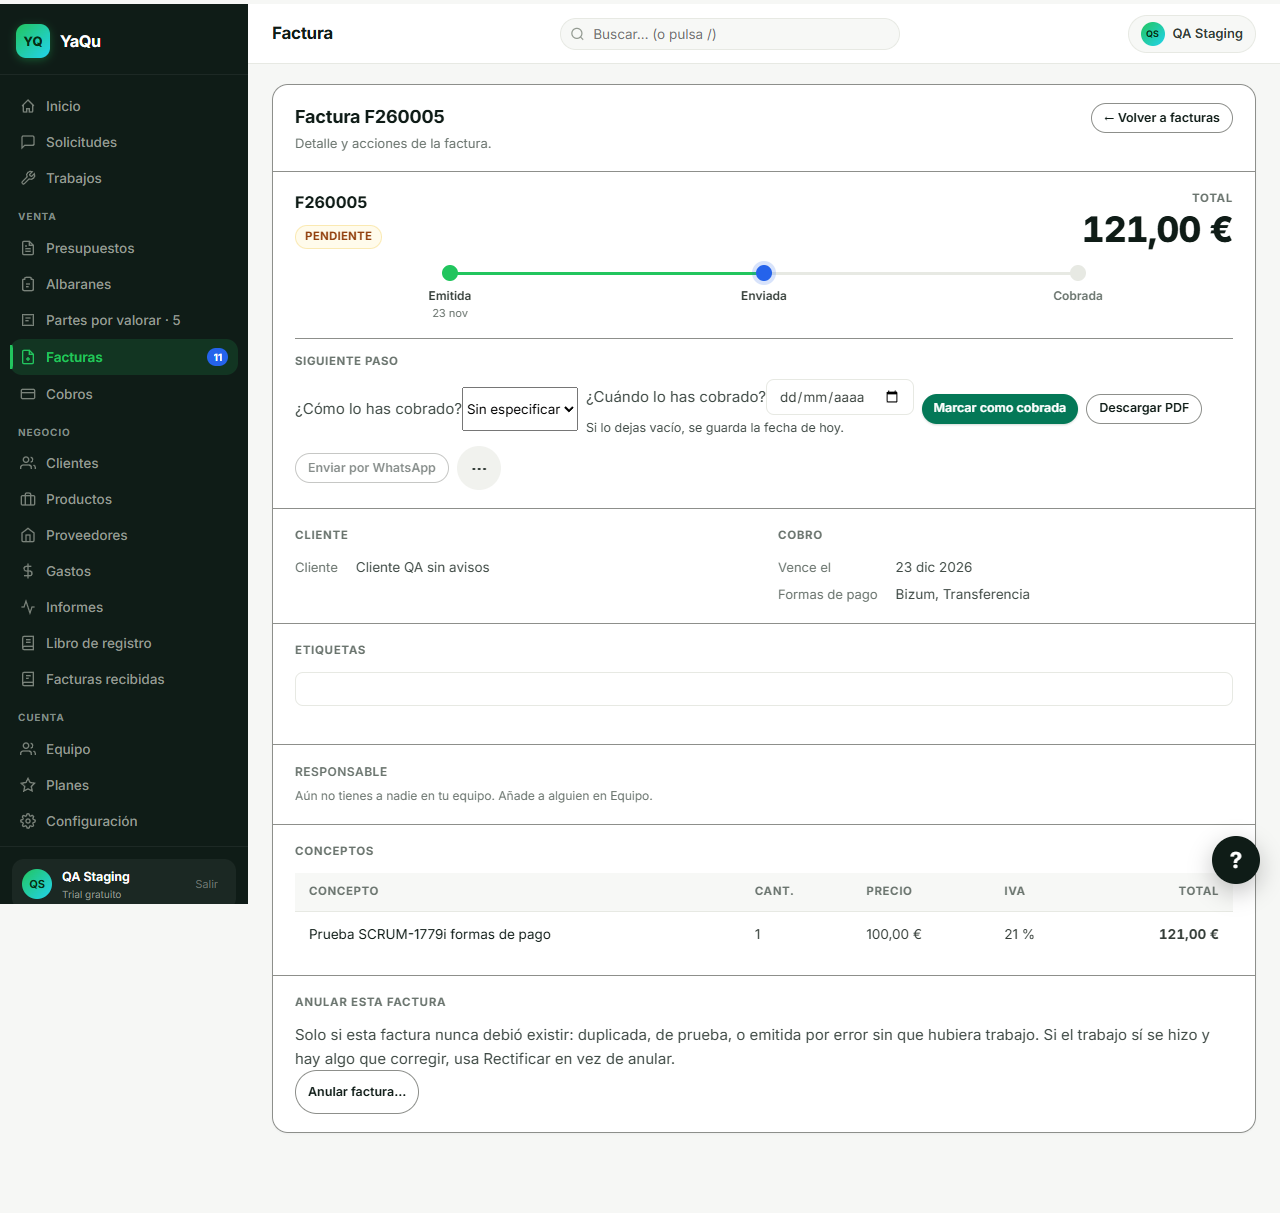 YQ YaQu
Inicio
Solicitudes
Trabajos
VENTA
Presupuestos
Albaranes
Partes por valorar · 5
Facturas 11
Cobros
NEGOCIO
Clientes
Productos
Proveedores
Gastos
Informes
Libro de registro
Facturas recibidas
CUENTA
Equipo
Planes
Configuración
QS QA Staging
Trial gratuito
Salir
Factura
Buscar... (o pulsa /)
QS QA Staging
Factura F260005
Detalle y acciones de la factura.
← Volver a facturas
F260005
PENDIENTE
TOTAL
121,00 €
Emitida
23 nov
Enviada
Cobrada
SIGUIENTE PASO
¿Cómo lo has cobrado? Sin especificar
¿Cuándo lo has cobrado? dd/mm/aaaa
Si lo dejas vacío, se guarda la fecha de hoy.
Marcar como cobrada
Descargar PDF
Enviar por WhatsApp
···
CLIENTE
Cliente Cliente QA sin avisos
COBRO
Vence el 23 dic 2026
Formas de pago Bizum, Transferencia
ETIQUETAS
RESPONSABLE
Aún no tienes a nadie en tu equipo. Añade a alguien en Equipo.
CONCEPTOS
CONCEPTO CANT. PRECIO IVA TOTAL
Prueba SCRUM-1779i formas de pago 1 100,00 € 21 % 121,00 €
?
ANULAR ESTA FACTURA
Solo si esta factura nunca debió existir: duplicada, de prueba, o emitida por error sin que hubiera trabajo. Si el trabajo sí se hizo y
hay algo que corregir, usa Rectificar en vez de anular.
Anular factura...